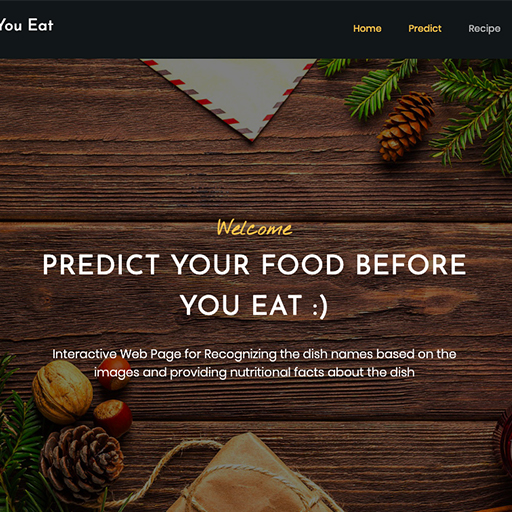 You Eat
Home Predict Recipe
Welcome
PREDICT YOUR FOOD BEFORE
YOU EAT :)
Interactive Web Page for Recognizing the dish names based on the
images and providing nutritional facts about the dish